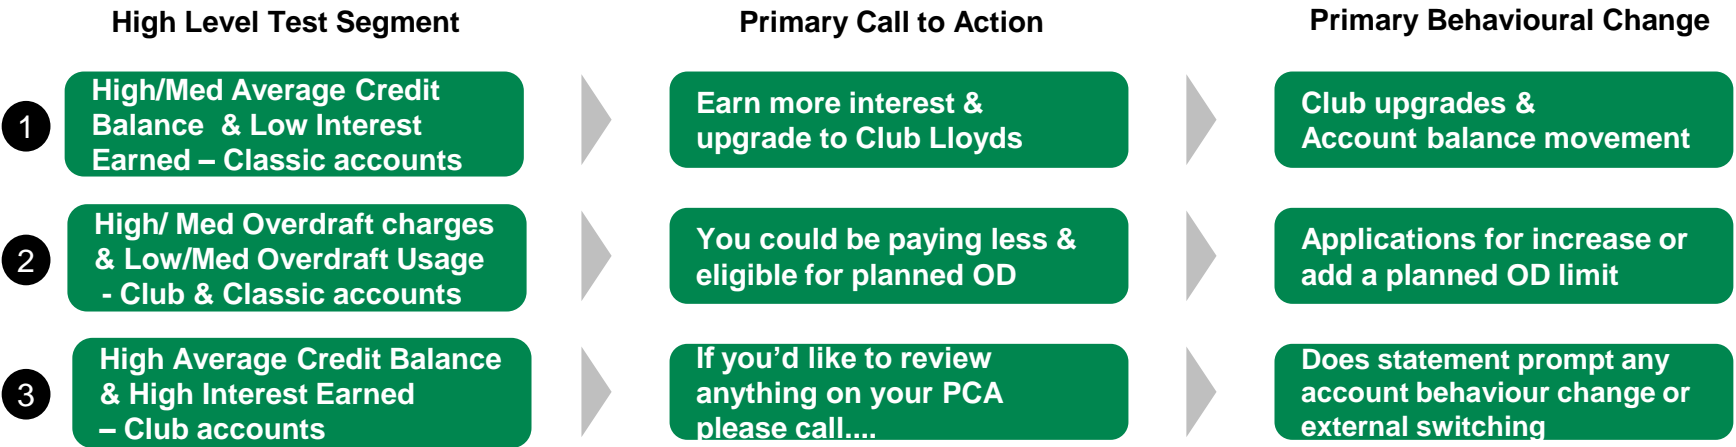 High Level Test Segment
Primary Call to Action
Primary Behavioural Change
1
High/Med Average Credit
Balance & Low Interest
Earned – Classic accounts
Earn more interest &
upgrade to Club Lloyds
Club upgrades &
Account balance movement
2
High/ Med Overdraft charges
& Low/Med Overdraft Usage
- Club & Classic accounts
You could be paying less &
eligible for planned OD
Applications for increase or
add a planned OD limit
3
High Average Credit Balance
& High Interest Earned
– Club accounts
If you’d like to review
anything on your PCA
please call....
Does statement prompt any
account behaviour change or
external switching